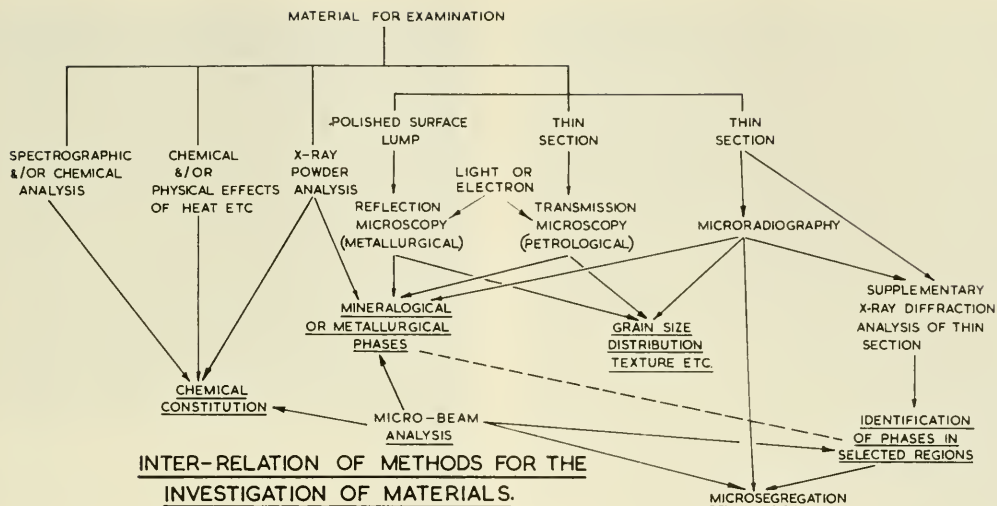 MATERIAL FOR EXAMINATION
POLISHED SURFACE
LUMP
THIN
SECTION
THIN
SECTION
SPECTROGRAPHIC
&/OR CHEMICAL
ANALYSIS
CHEMICAL
&/OR
PHYSICAL EFFECTS
OF HEAT ETC
X-RAY
POWDER
ANALYSIS
LIGHT OR
ELECTRON
REFLECTION
MICROSCOPY
(METALLURGICAL)
TRANSMISSION
MICROSCOPY
(PETROLOGICAL)
MICRORADIOGRAPHY
SUPPLEMENTARY
X-RAY DIFFRACTION
ANALYSIS OF THIN
SECTION
MINERALOGICAL
OR METALLURGICAL
PHASES
GRAIN SIZE
DISTRIBUTION
TEXTURE ETC.
CHEMICAL
CONSTITUTION
MICRO-BEAM
ANALYSIS
IDENTIFICATION
OF PHASES IN
SELECTED REGIONS
MICROSEGREGATION
INTER-RELATION OF METHODS FOR THE
INVESTIGATION OF MATERIALS.